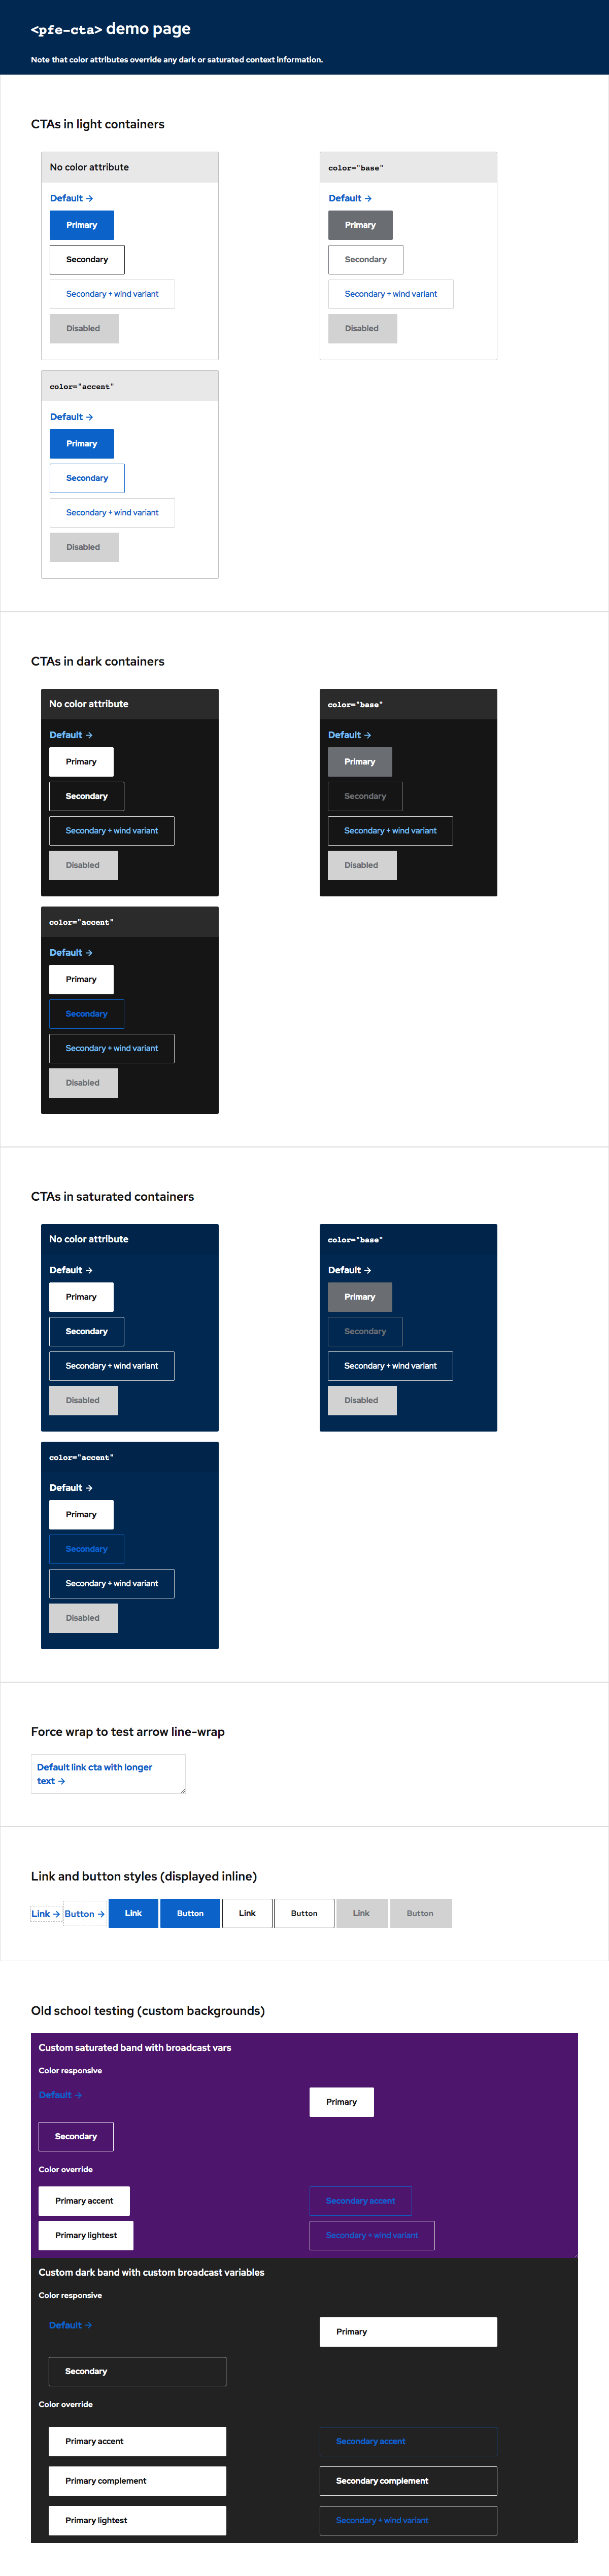 <pfe-cta> demo page
Note that color attributes override any dark or saturated context information.
CTAs in light containers
No color attribute
Default →
Primary
Secondary
Secondary + wind variant
Disabled
color="base"
Default →
Primary
Secondary
Secondary + wind variant
Disabled
color="accent"
Default →
Primary
Secondary
Secondary + wind variant
Disabled
CTAs in dark containers
No color attribute
Default →
Primary
Secondary
Secondary + wind variant
Disabled
color="base"
Default →
Primary
Secondary
Secondary + wind variant
Disabled
color="accent"
Default →
Primary
Secondary
Secondary + wind variant
Disabled
CTAs in saturated containers
No color attribute
Default →
Primary
Secondary
Secondary + wind variant
Disabled
color="base"
Default →
Primary
Secondary
Secondary + wind variant
Disabled
color="accent"
Default →
Primary
Secondary
Secondary + wind variant
Disabled
Force wrap to test arrow line-wrap
Default link cta with longer
text →
Link and button styles (displayed inline)
Link → Button → Link Button Link Button Link Button
Old school testing (custom backgrounds)
Custom saturated band with broadcast vars
Color responsive
Default → Primary
Secondary
Color override
Primary accent Secondary accent
Primary lightest Secondary + wind variant
Custom dark band with custom broadcast variables
Color responsive
Default → Primary
Secondary
Color override
Primary accent Secondary accent
Primary complement Secondary complement
Primary lightest Secondary + wind variant